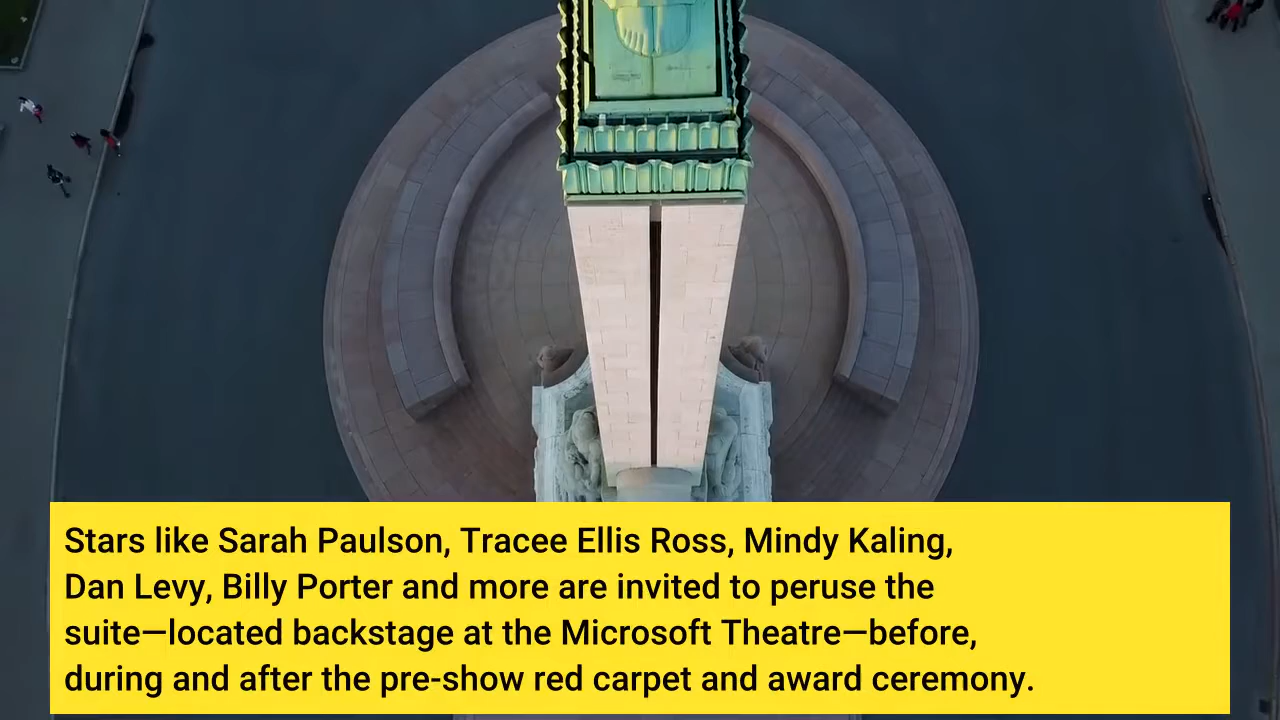 Stars like Sarah Paulson, Tracee Ellis Ross, Mindy Kaling,
Dan Levy, Billy Porter and more are invited to peruse the
suite—located backstage at the Microsoft Theatre—before,
during and after the pre-show red carpet and award ceremony.